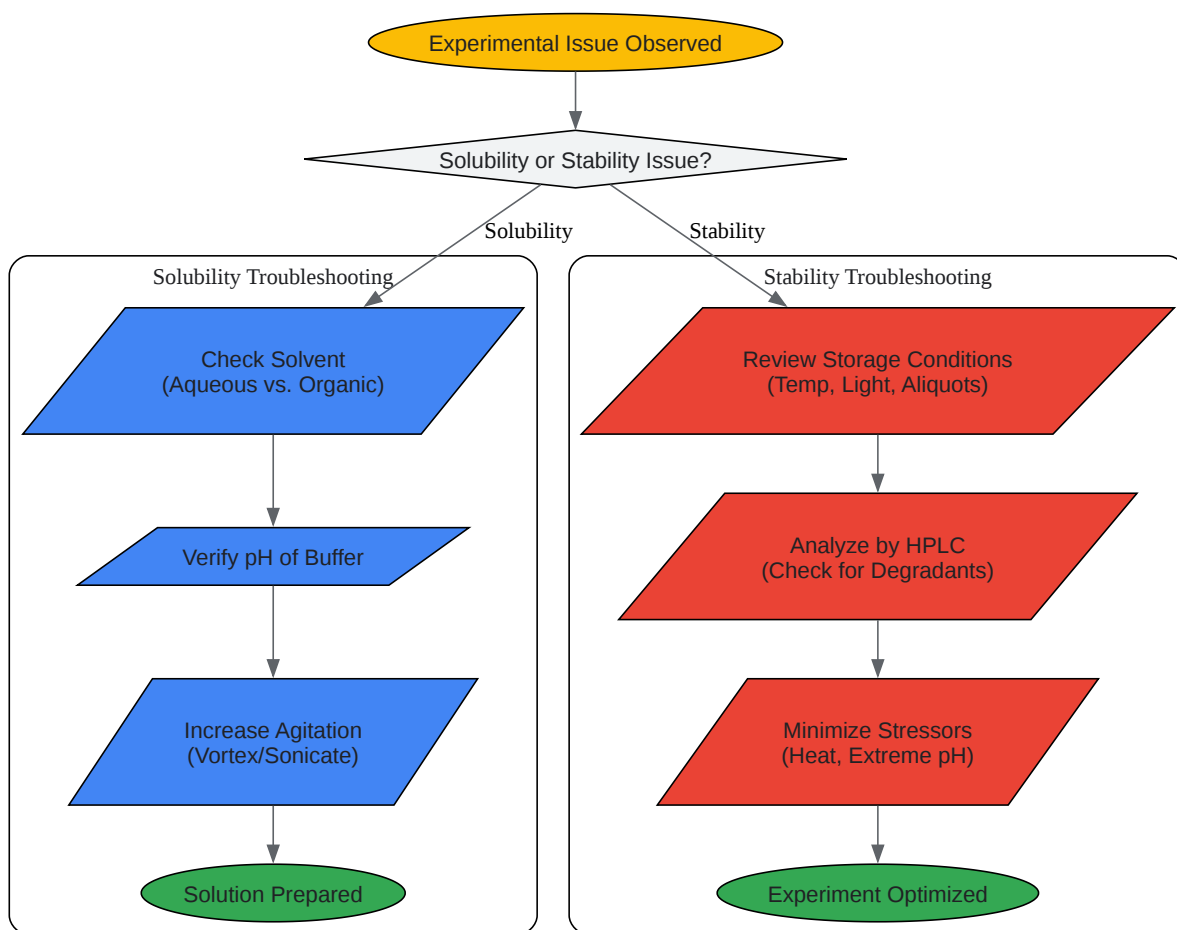 Experimental Issue Observed
Solubility or Stability Issue?
Solubility
Stability
Solubility Troubleshooting
Check Solvent
(Aqueous vs. Organic)
Verify pH of Buffer
Increase Agitation
(Vortex/Sonicate)
Solution Prepared
Stability Troubleshooting
Review Storage Conditions
(Temp, Light, Aliquots)
Analyze by HPLC
(Check for Degradants)
Minimize Stressors
(Heat, Extreme pH)
Experiment Optimized